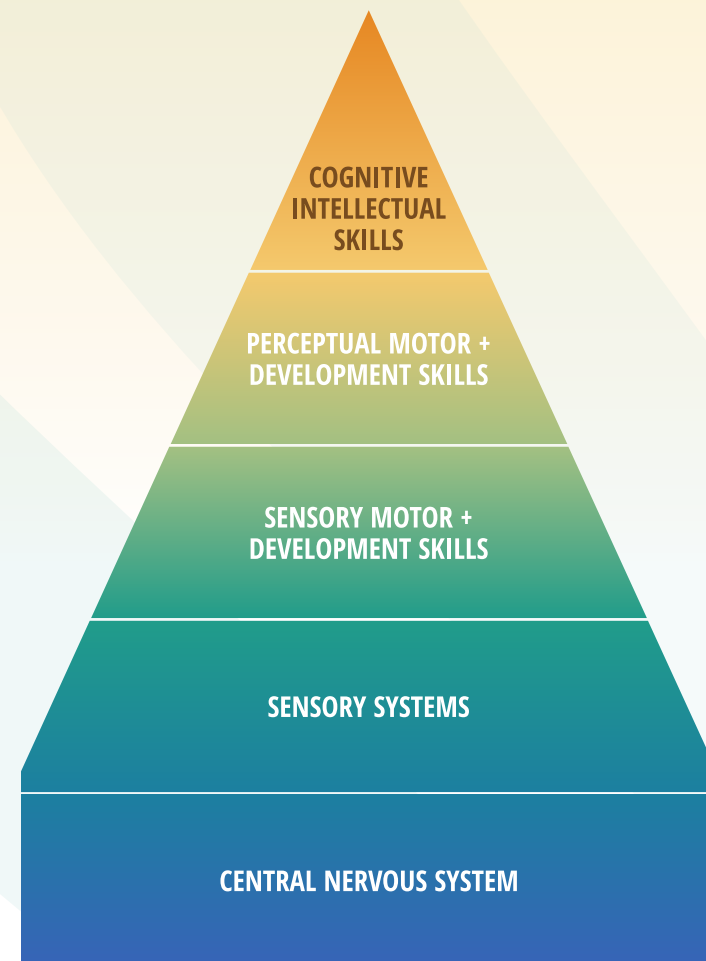 COGNITIVE
INTELLECTUAL
SKILLS
PERCEPTUAL MOTOR +
DEVELOPMENT SKILLS
SENSORY MOTOR +
DEVELOPMENT SKILLS
SENSORY SYSTEMS
CENTRAL NERVOUS SYSTEM